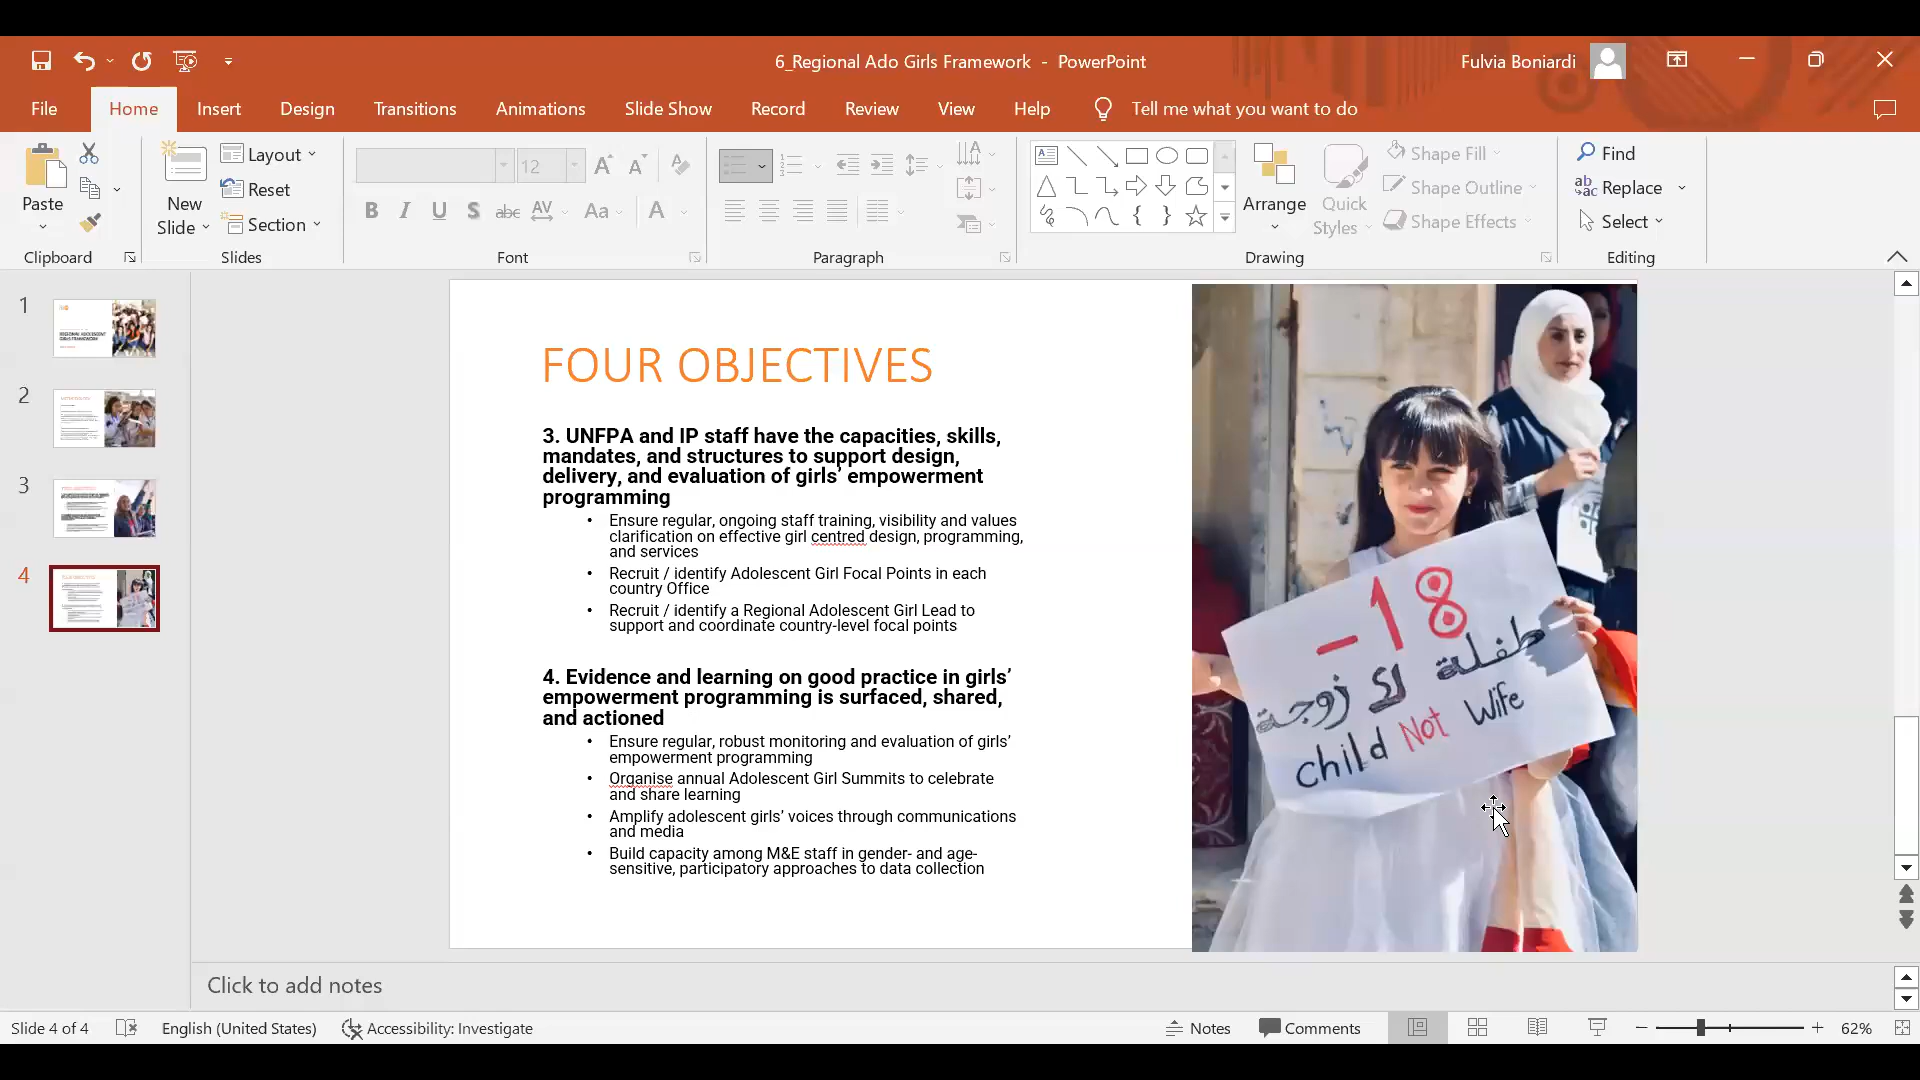 6_Regional Ado Girls Framework - PowerPoint
Fulvia Boniardi
File
Home
Insert
Design
Transitions
Animations
Slide Show
Record
Review
View
Help
Tell me what you want to do
Paste
Clipboard
New
Slide
Layout
Reset
Section
Slides
12
B I U S abc AV Aa A
Font
Paragraph
Arrange
Quick
Styles
Shape Fill
Shape Outline
Shape Effects
Drawing
Find
Replace
Select
Editing
1
2
3
4
FOUR OBJECTIVES
3. UNFPA and IP staff have the capacities, skills,
mandates, and structures to support design,
delivery, and evaluation of girls’ empowerment
programming
• Ensure regular, ongoing staff training, visibility and values
clarification on effective girl centred design, programming,
and services
• Recruit / identify Adolescent Girl Focal Points in each
country Office
• Recruit / identify a Regional Adolescent Girl Lead to
support and coordinate country-level focal points
4. Evidence and learning on good practice in girls’
empowerment programming is surfaced, shared,
and actioned
• Ensure regular, robust monitoring and evaluation of girls’
empowerment programming
• Organise annual Adolescent Girl Summits to celebrate
and share learning
• Amplify adolescent girls’ voices through communications
and media
• Build capacity among M&E staff in gender- and age-
sensitive, participatory approaches to data collection
-18
طفلة لا زوجة
child Not Wife
Click to add notes
Slide 4 of 4
English (United States)
Accessibility: Investigate
Notes
Comments
62%